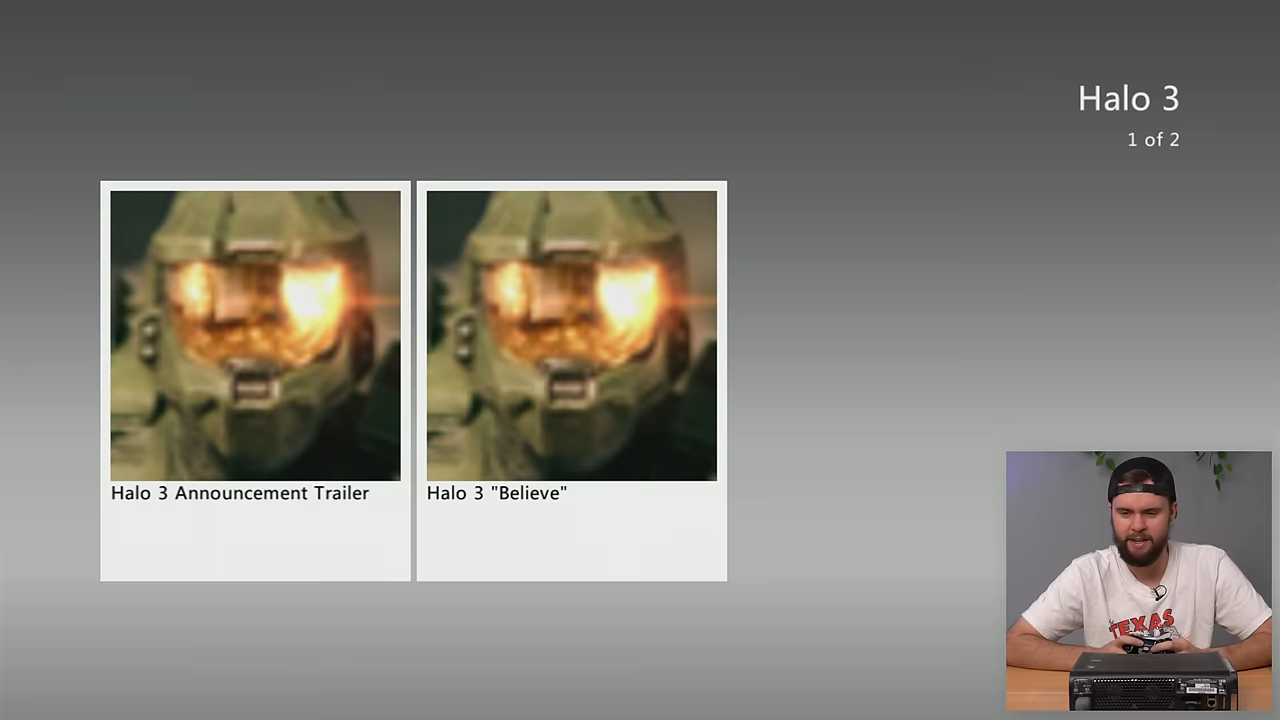 Halo 3
1 of 2
Halo 3 Announcement Trailer
Halo 3 "Believe"
TEXAS